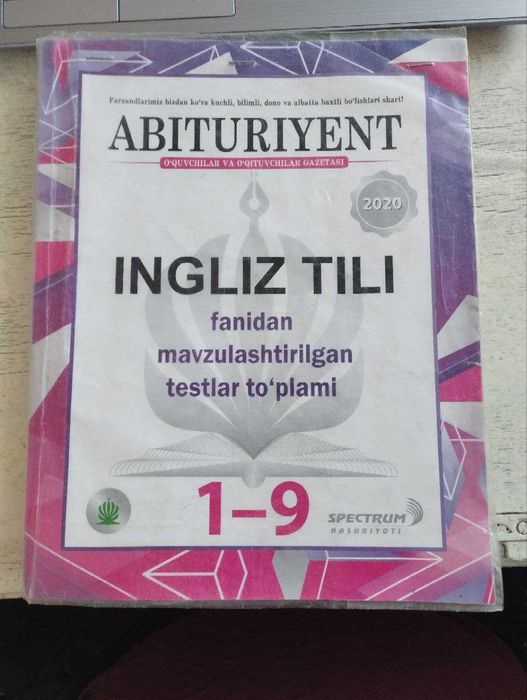 Farzandlarimiz bizdan ko'ra kuchli, bilimli, dono va albatta baxtli bo'lishlari shart!
ABITURIYENT
O'QUVCHILAR VA O'QITUVCHILAR GAZETASI
2020
INGLIZ TILI
fanidan
mavzulashtirilgan
testlar to'plami
1–9
SPECTRUM
NASHRIYOTI